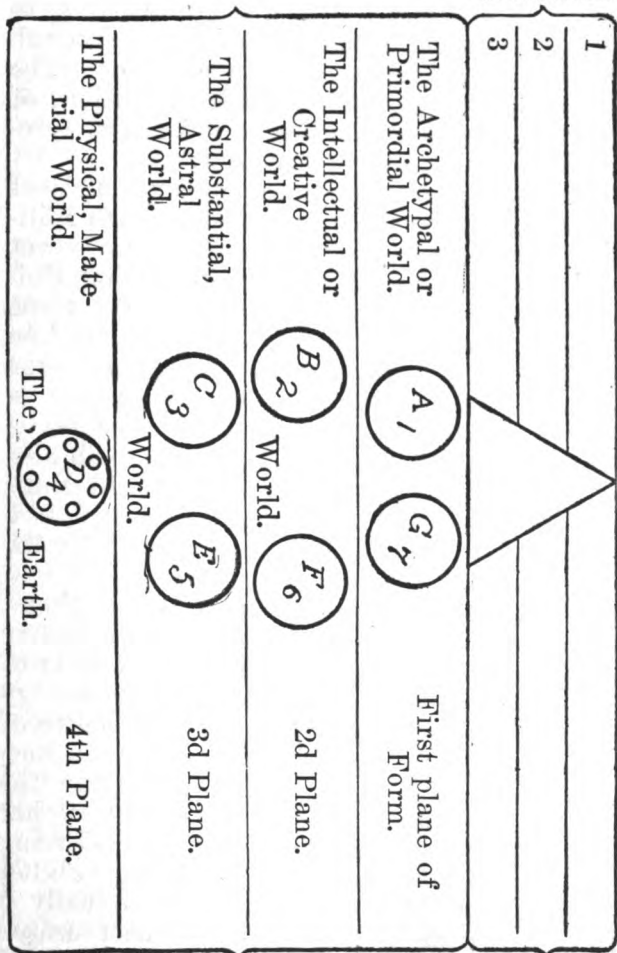 1
2
3
The Archetypal or
Primordial World.
A
1
G
7
First plane of
Form.
The Intellectual or
Creative
World.
B
2
World.
F
6
2d Plane.
The Substantial,
Astral
World.
C
3
World.
E
5
3d Plane.
The Physical, Mate-
rial World.
The
D
4
Earth.
4th Plane.